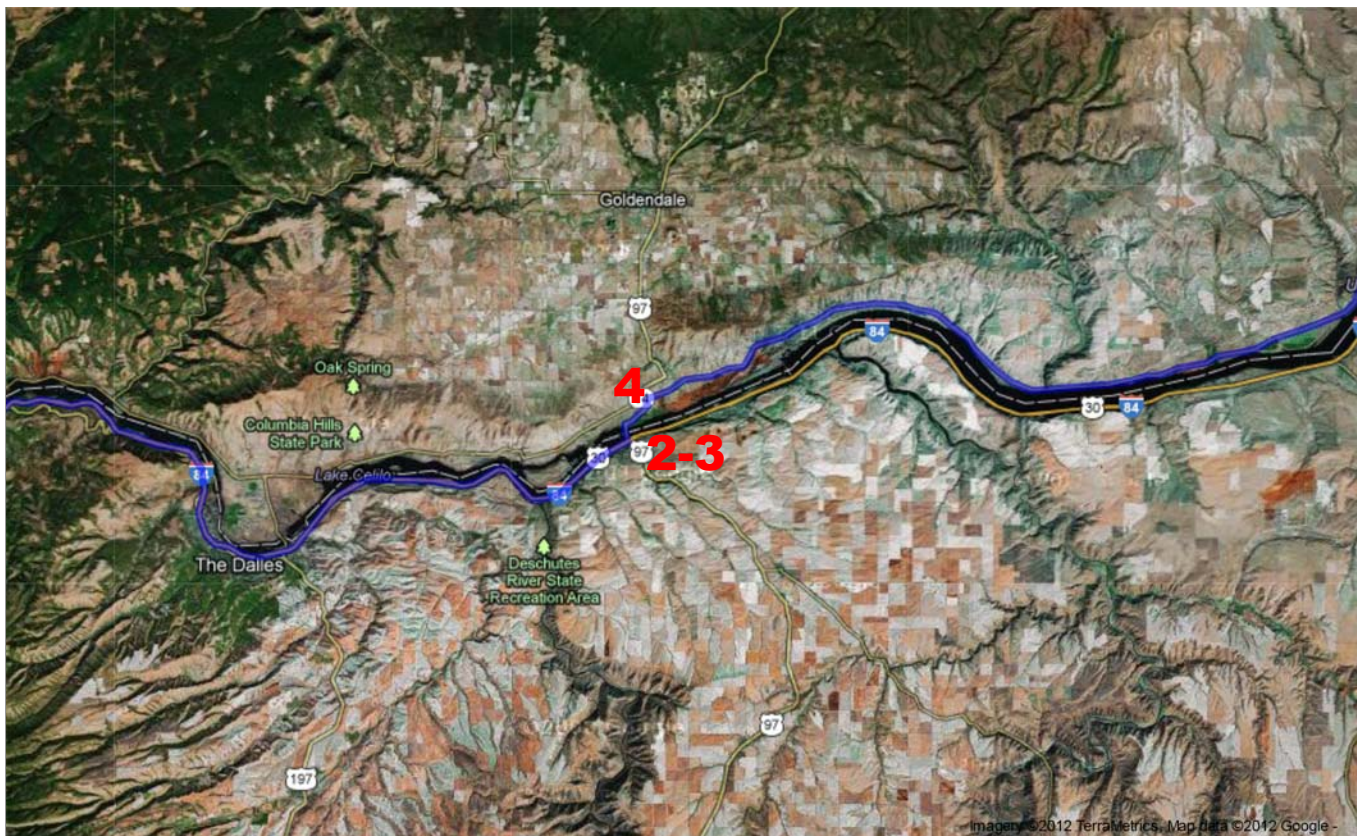 Goldendale
97
84
Oak Spring
4
Columbia Hills
State Park
30
84
97
2-3
84
Lake Celilo
84
The Dalles
Deschutes
River State
Recreation Area
97
197
Imagery ©2012 TerraMetrics, Map data ©2012 Google -